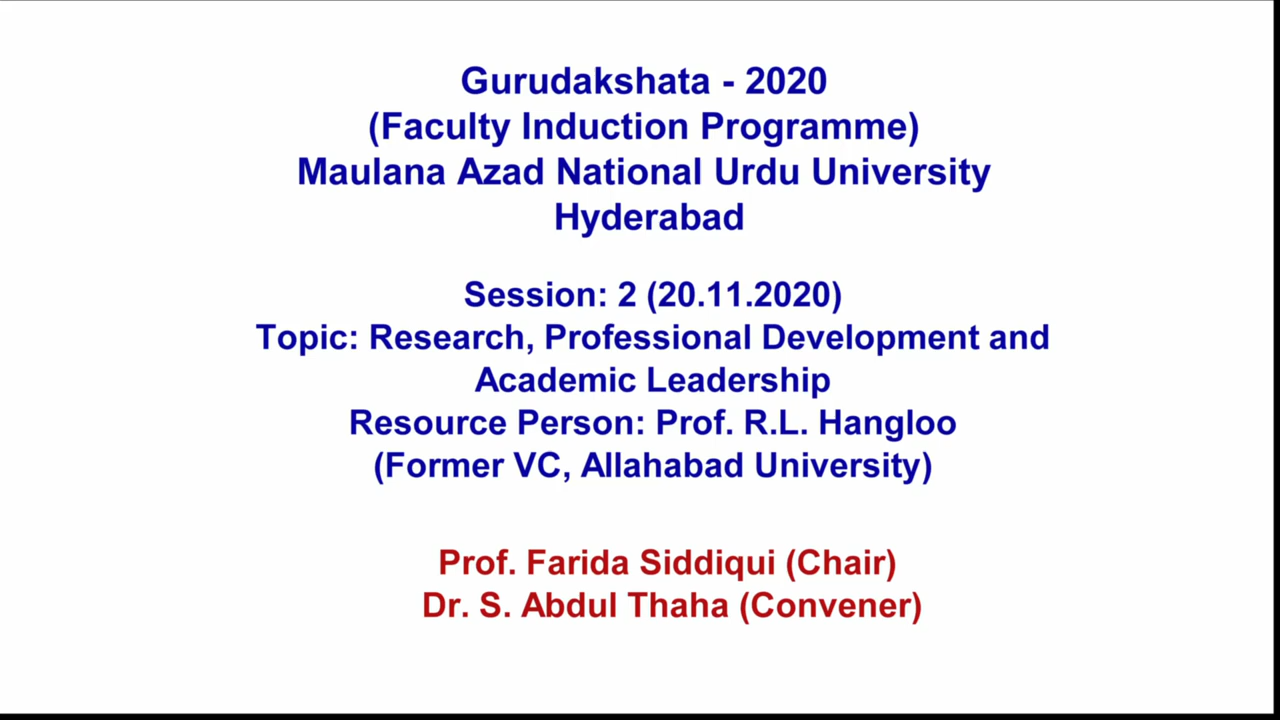 Gurudakshata - 2020
(Faculty Induction Programme)
Maulana Azad National Urdu University
Hyderabad
Session: 2 (20.11.2020)
Topic: Research, Professional Development and
Academic Leadership
Resource Person: Prof. R.L. Hangloo
(Former VC, Allahabad University)
Prof. Farida Siddiqui (Chair)
Dr. S. Abdul Thaha (Convener)